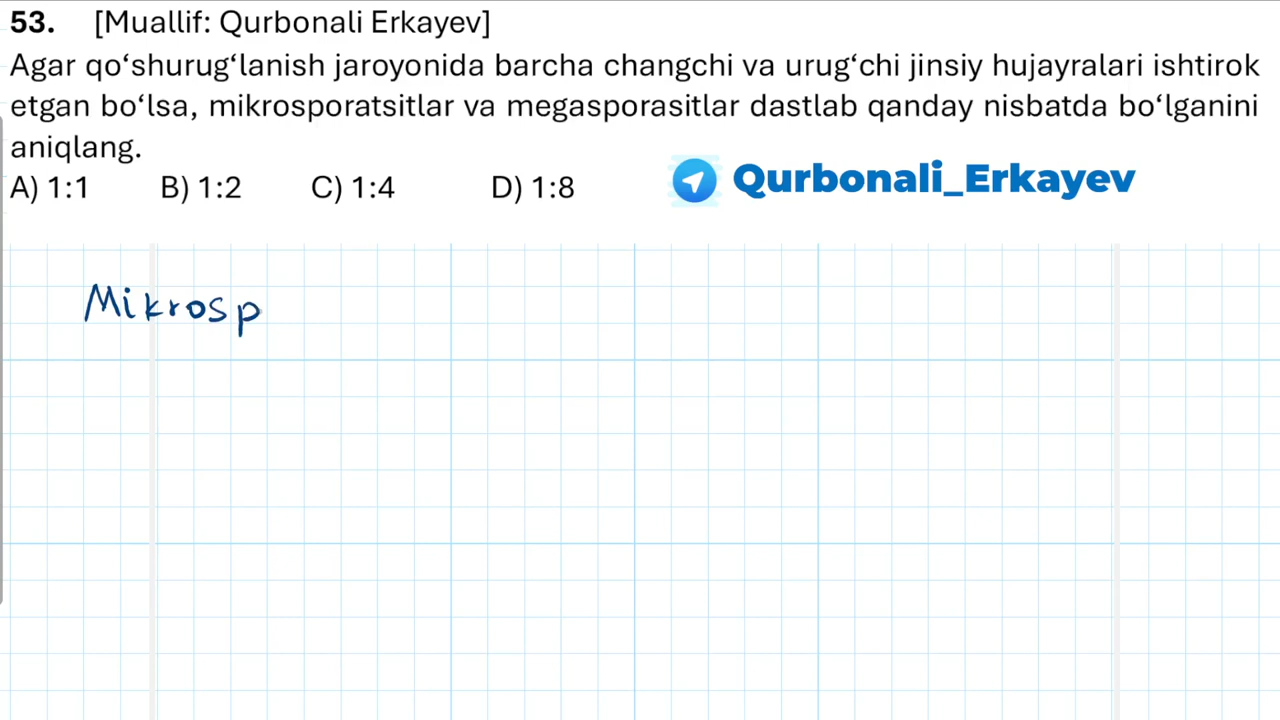 53. [Muallif: Qurbonali Erkayev]
Agar qo‘shurug‘lanish jaroyonida barcha changchi va urug‘chi jinsiy hujayralari ishtirok
etgan bo‘lsa, mikrosporatsitlar va megasporasitlar dastlab qanday nisbatda bo‘lganini
aniqlang.
A) 1:1 B) 1:2 C) 1:4 D) 1:8
Qurbonali_Erkayev
Mikrosp